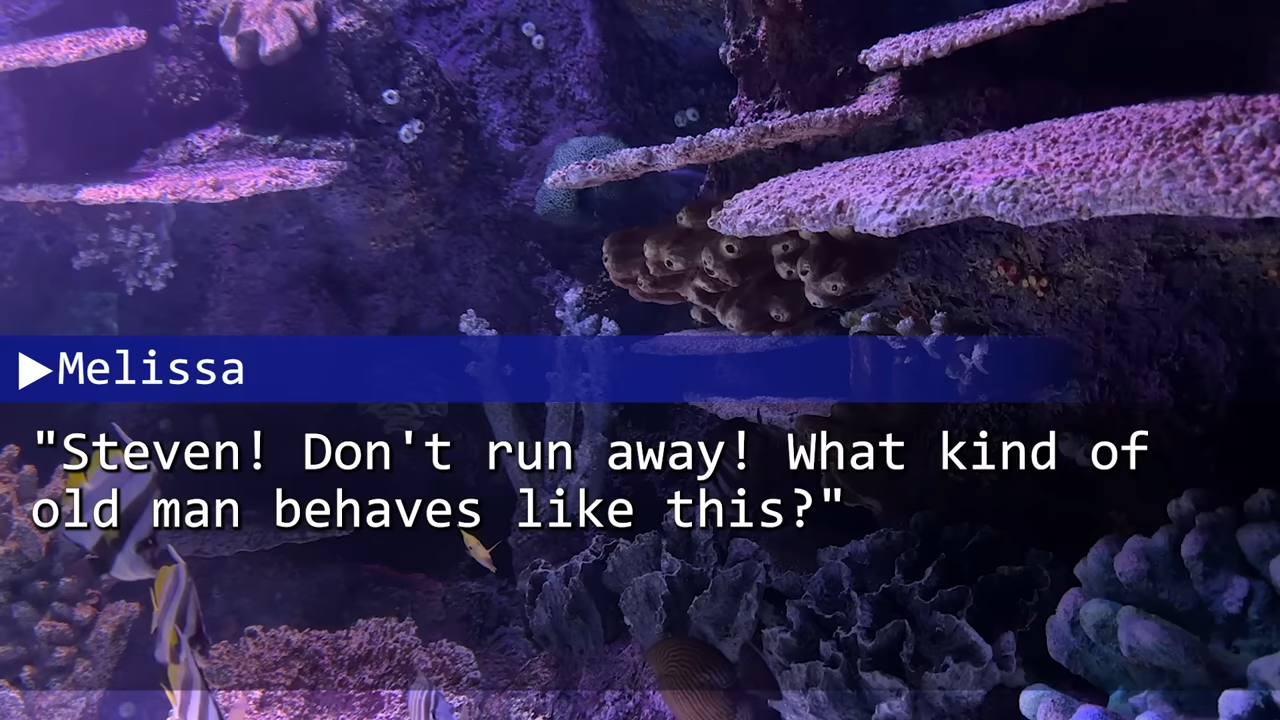 ▶Melissa
"Steven! Don't run away! What kind of
old man behaves like this?"